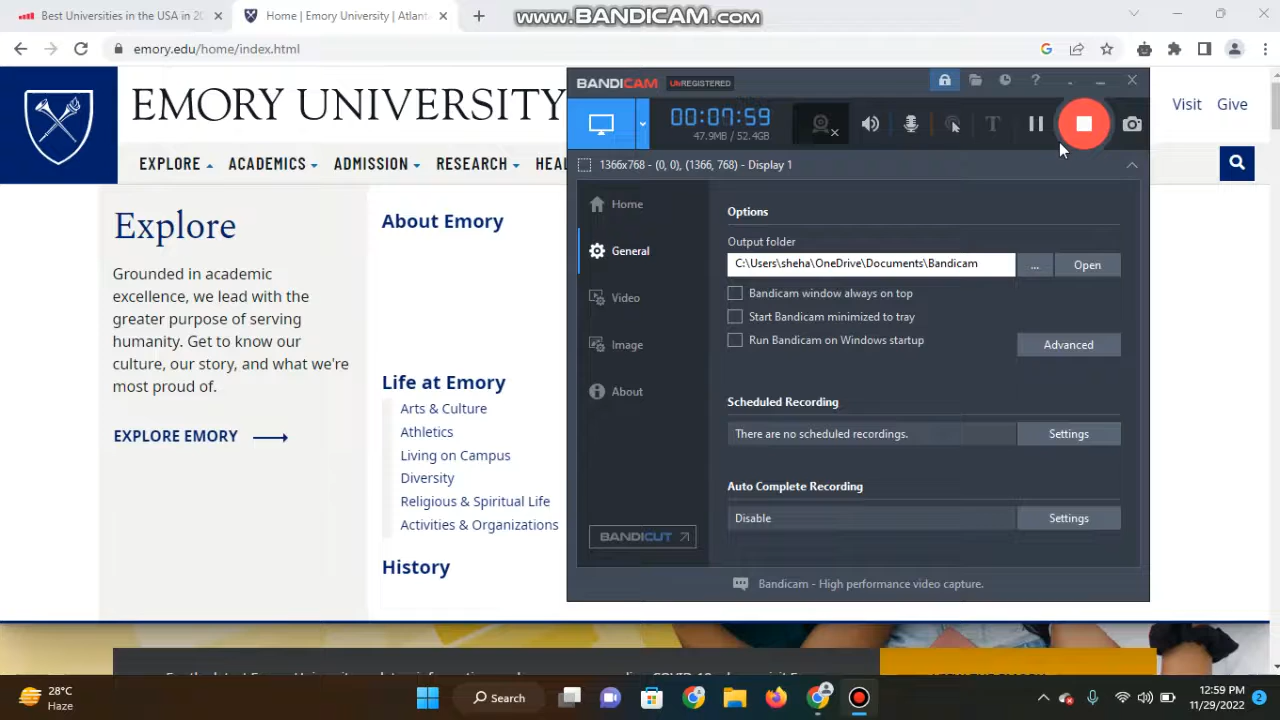 Best Universities in the USA in 20
Home | Emory University | Atlant
www.BANDICAM.com
emory.edu/home/index.html
EMORY UNIVERSITY
Visit Give
EXPLORE ACADEMICS ADMISSION RESEARCH HEAL
Explore
Grounded in academic
excellence, we lead with the
greater purpose of serving
humanity. Get to know our
culture, our story, and what we're
most proud of.
EXPLORE EMORY
About Emory
Life at Emory
Arts & Culture
Athletics
Living on Campus
Diversity
Religious & Spiritual Life
Activities & Organizations
History
BANDICAM UNREGISTERED
00:07:59
47.9MB / 52.4GB
1366x768 - (0, 0), (1366, 768) - Display 1
Home
General
Video
Image
About
BANDICUT
Options
Output folder
C:\Users\sheha\OneDrive\Documents\Bandicam
... Open
Bandicam window always on top
Start Bandicam minimized to tray
Run Bandicam on Windows startup
Advanced
Scheduled Recording
There are no scheduled recordings.
Settings
Auto Complete Recording
Disable
Settings
Bandicam - High performance video capture.
28°C
Haze
Search
12:59 PM
11/29/2022
2